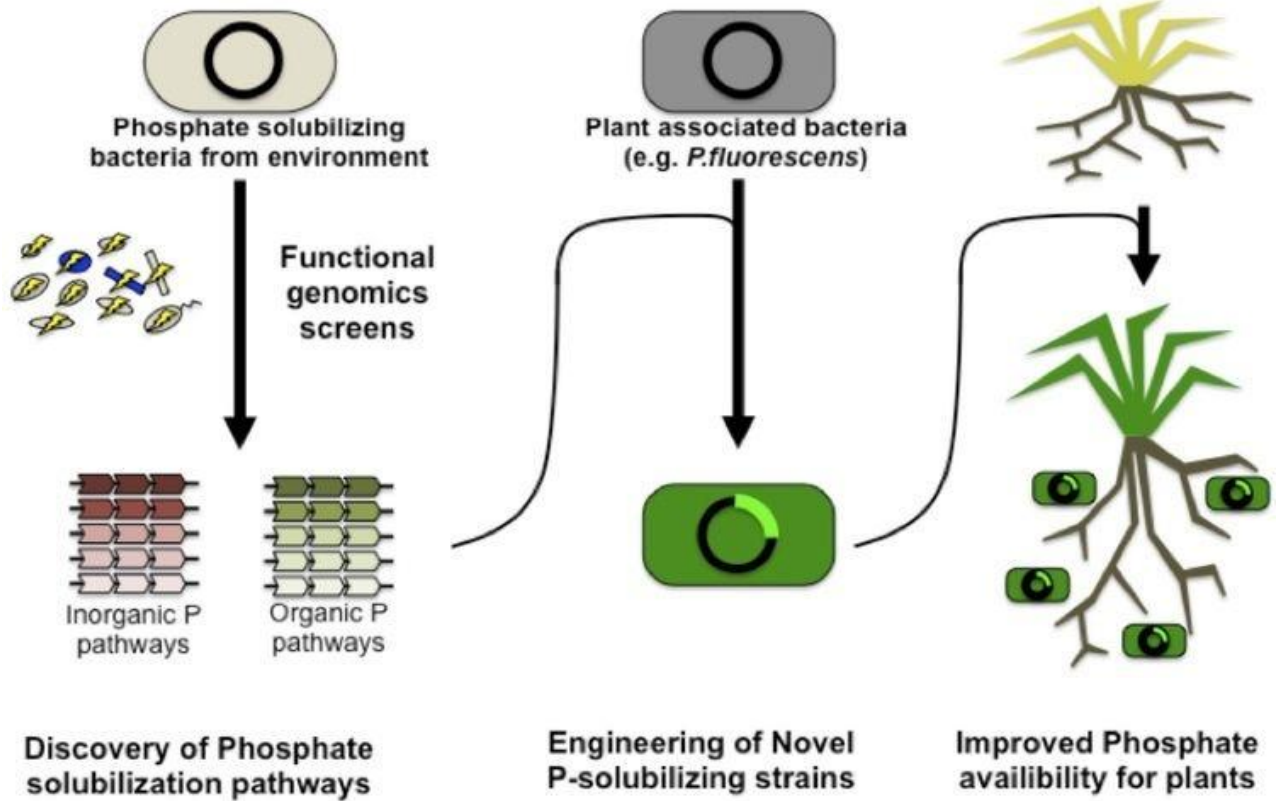 Phosphate solubilizing
bacteria from environment
Plant associated bacteria
(e.g. P.fluorescens)
Functional
genomics
screens
Inorganic P
pathways
Organic P
pathways
Discovery of Phosphate
solubilization pathways
Engineering of Novel
P-solubilizing strains
Improved Phosphate
availibility for plants